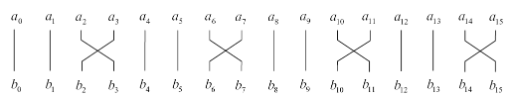 a₀ a₁ a₂ a₃ a₄ a₅ a₆ a₇ a₈ a₉ a₁₀ a₁₁ a₁₂ a₁₃ a₁₄ a₁₅
b₀ b₁ b₂ b₃ b₄ b₅ b₆ b₇ b₈ b₉ b₁₀ b₁₁ b₁₂ b₁₃ b₁₄ b₁₅